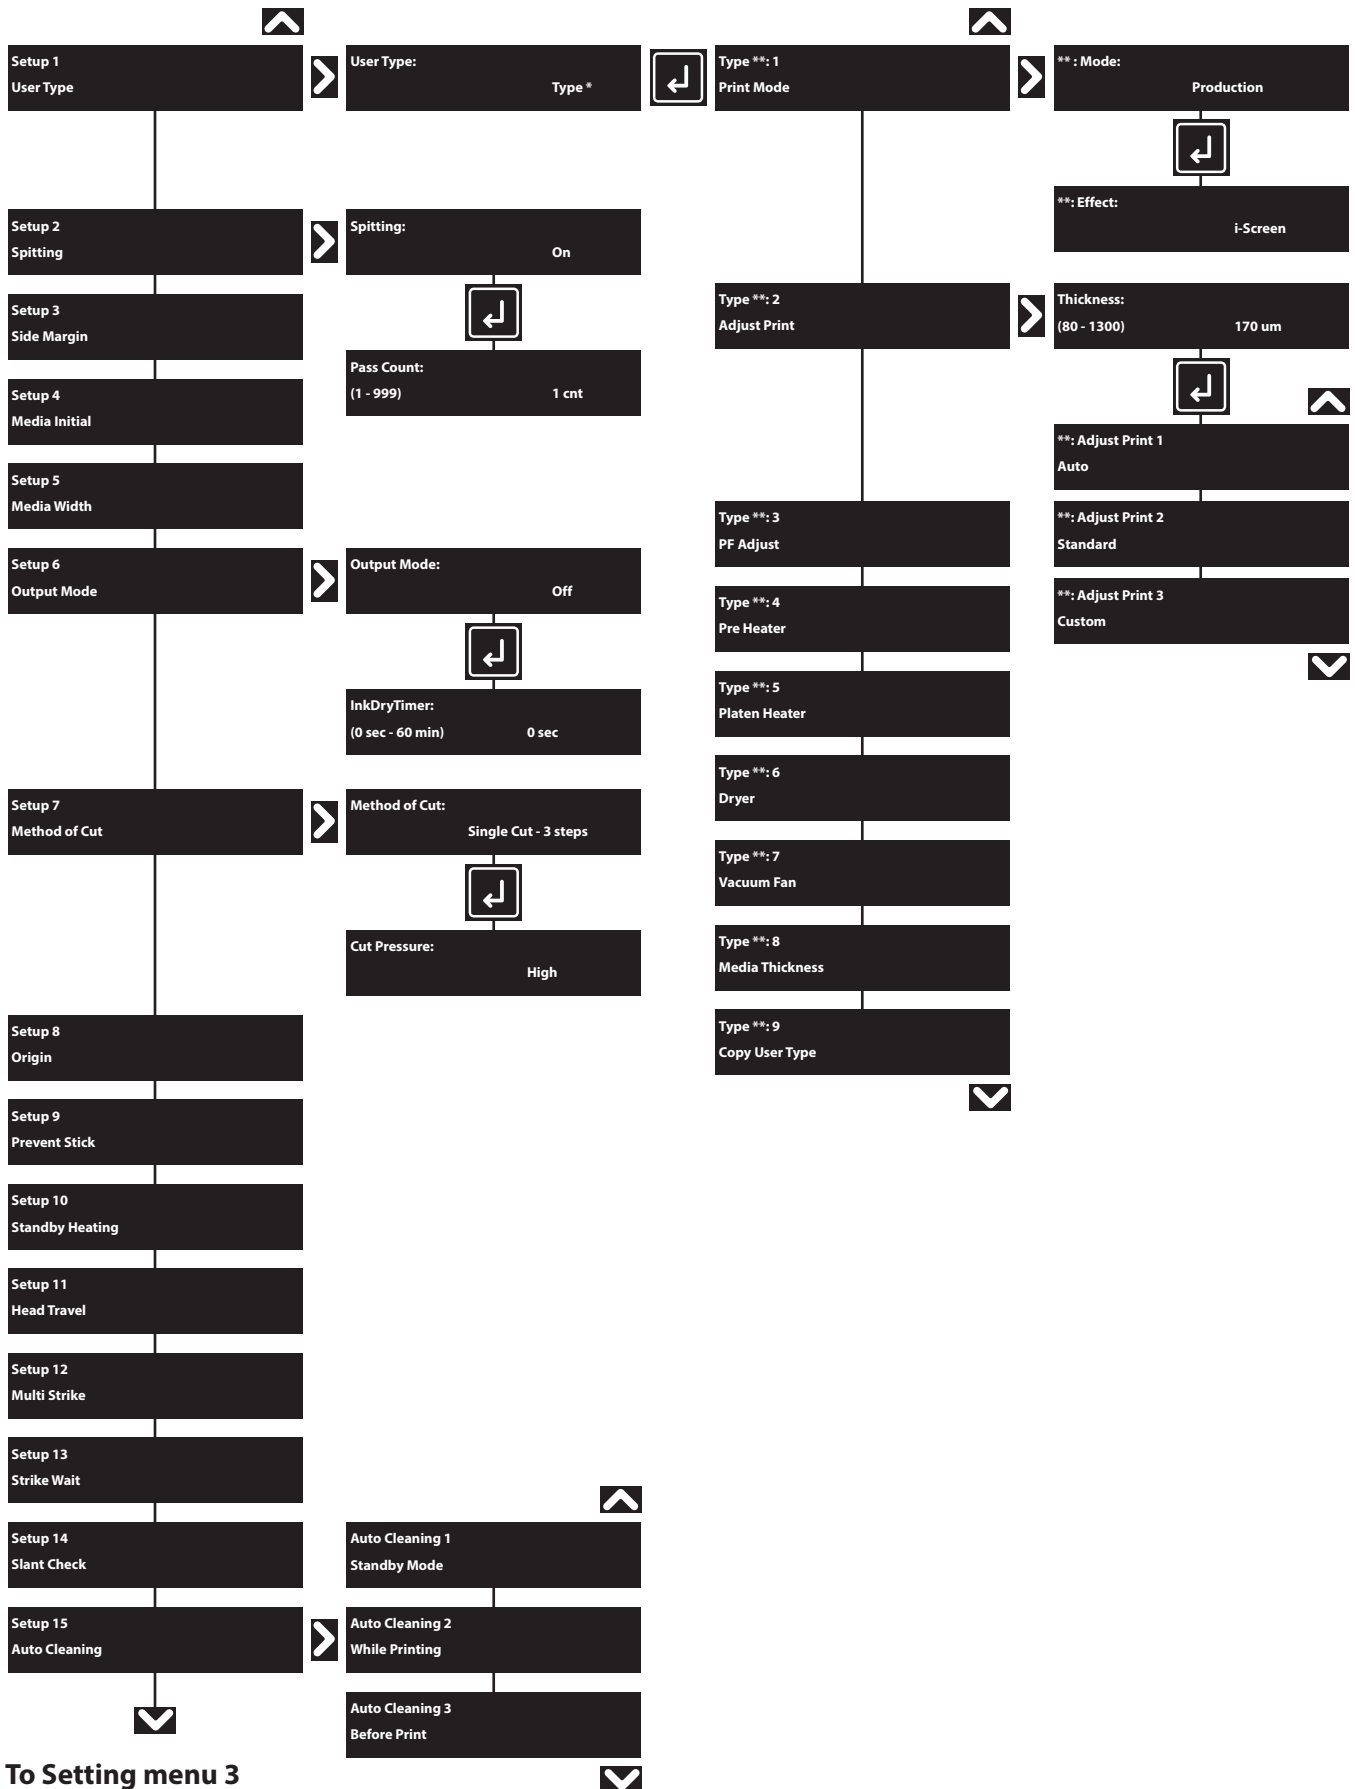 Setup 1
User Type
User Type:
Type *
Type **: 1
Print Mode
** : Mode:
Production
**: Effect:
i-Screen
Setup 2
Spitting
Spitting:
On
Pass Count:
(1 - 999) 1 cnt
Setup 3
Side Margin
Setup 4
Media Initial
Setup 5
Media Width
Type **: 2
Adjust Print
Thickness:
(80 - 1300) 170 um
**: Adjust Print 1
Auto
**: Adjust Print 2
Standard
**: Adjust Print 3
Custom
Type **: 3
PF Adjust
Type **: 4
Pre Heater
Type **: 5
Platen Heater
Type **: 6
Dryer
Type **: 7
Vacuum Fan
Type **: 8
Media Thickness
Type **: 9
Copy User Type
Setup 6
Output Mode
Output Mode:
Off
InkDryTimer:
(0 sec - 60 min) 0 sec
Setup 7
Method of Cut
Method of Cut:
Single Cut - 3 steps
Cut Pressure:
High
Setup 8
Origin
Setup 9
Prevent Stick
Setup 10
Standby Heating
Setup 11
Head Travel
Setup 12
Multi Strike
Setup 13
Strike Wait
Setup 14
Slant Check
Setup 15
Auto Cleaning
Auto Cleaning 1
Standby Mode
Auto Cleaning 2
While Printing
Auto Cleaning 3
Before Print
To Setting menu 3